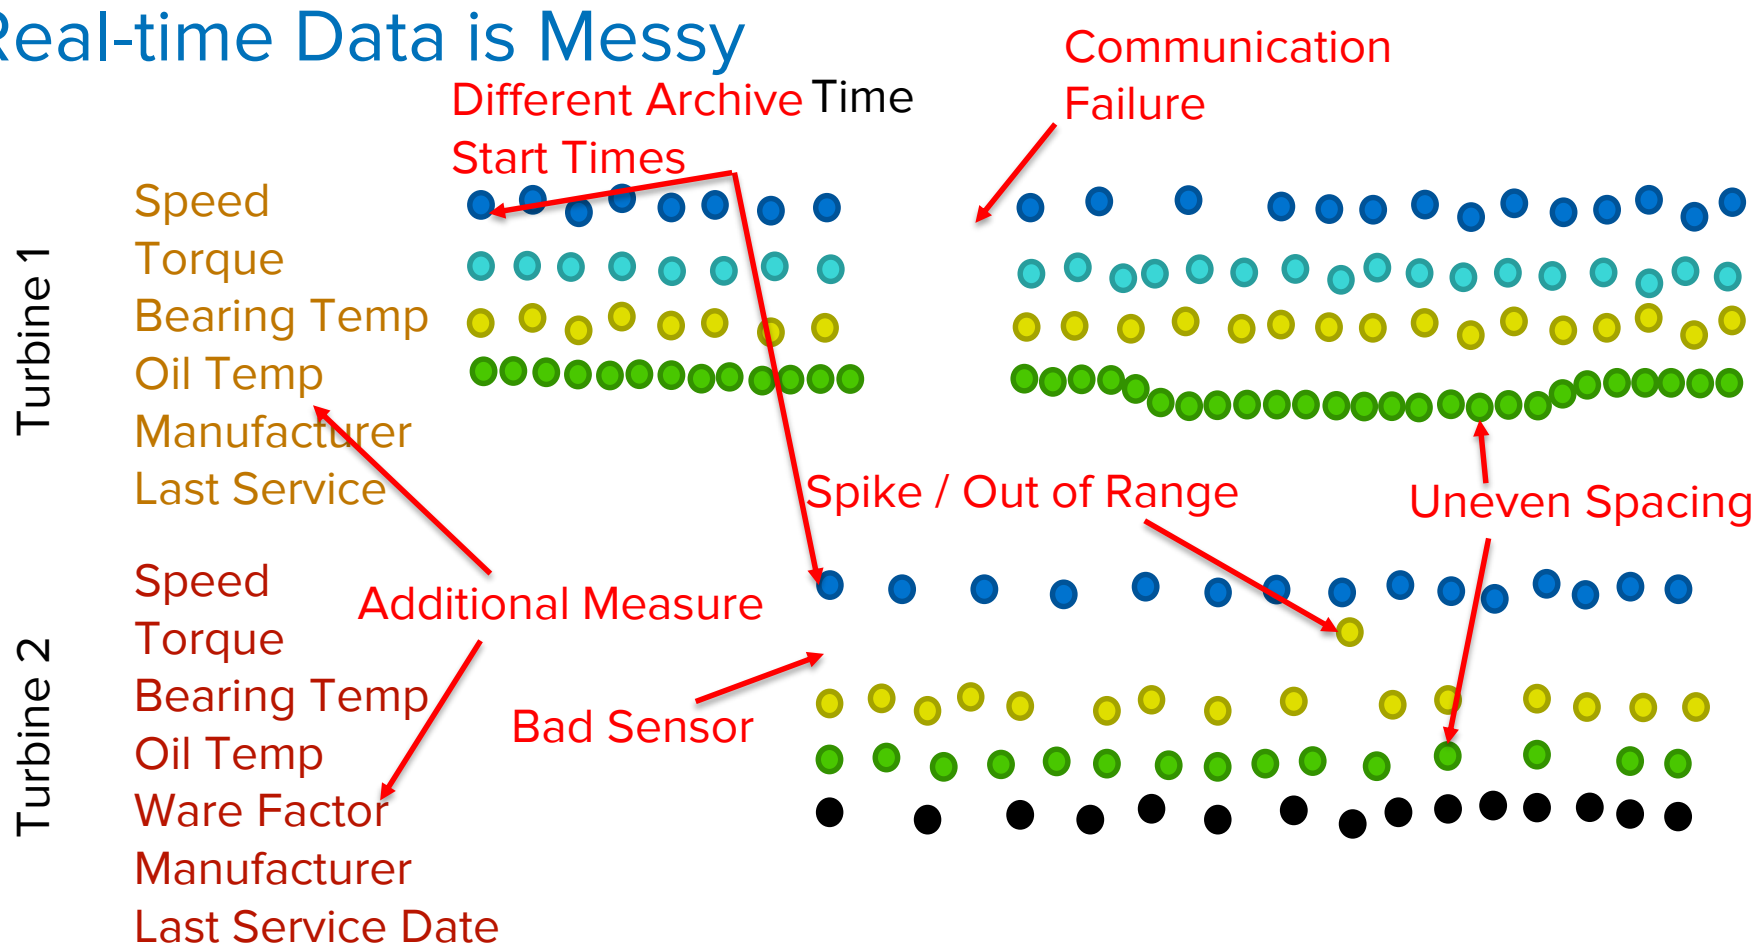 Real-time Data is Messy
Communication
Failure
Different Archive
Start Times
Time
Turbine 1
Speed
Torque
Bearing Temp
Oil Temp
Manufacturer
Last Service
Spike / Out of Range
Uneven Spacing
Additional Measure
Bad Sensor
Turbine 2
Speed
Torque
Bearing Temp
Oil Temp
Ware Factor
Manufacturer
Last Service Date